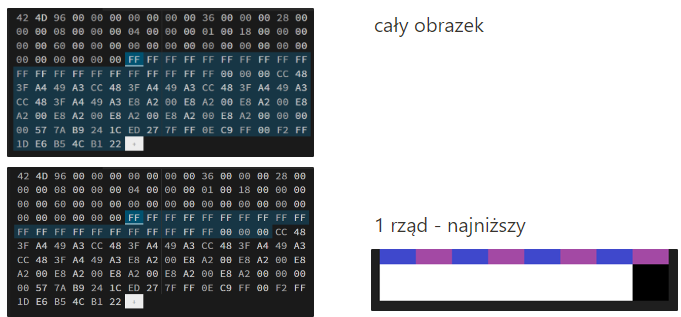 42 4D 96 00 00 00 00 00 00 00 36 00 00 00 28 00
00 00 08 00 00 00 04 00 00 00 01 00 18 00 00 00
00 00 60 00 00 00 00 00 00 00 00 00 00 00 00 00
00 00 00 00 00 00 FF FF FF FF FF FF FF FF FF FF
FF FF FF FF FF FF FF FF FF FF FF 00 00 00 CC 48
3F A4 49 A3 CC 48 3F A4 49 A3 CC 48 3F A4 49 A3
CC 48 3F A4 49 A3 E8 A2 00 E8 A2 00 E8 A2 00 E8
A2 00 E8 A2 00 E8 A2 00 E8 A2 00 E8 A2 00 00 00
00 57 7A B9 24 1C ED 27 7F FF 0E C9 FF 00 F2 FF
1D E6 B5 4C B1 22 +
cały obrazek
42 4D 96 00 00 00 00 00 00 00 36 00 00 00 28 00
00 00 08 00 00 00 04 00 00 00 01 00 18 00 00 00
00 00 60 00 00 00 00 00 00 00 00 00 00 00 00 00
00 00 00 00 00 00 FF FF FF FF FF FF FF FF FF FF
FF FF FF FF FF FF FF FF FF FF FF 00 00 00 CC 48
3F A4 49 A3 CC 48 3F A4 49 A3 CC 48 3F A4 49 A3
CC 48 3F A4 49 A3 E8 A2 00 E8 A2 00 E8 A2 00 E8
A2 00 E8 A2 00 E8 A2 00 E8 A2 00 E8 A2 00 00 00
00 57 7A B9 24 1C ED 27 7F FF 0E C9 FF 00 F2 FF
1D E6 B5 4C B1 22 +
1 rząd - najniższy